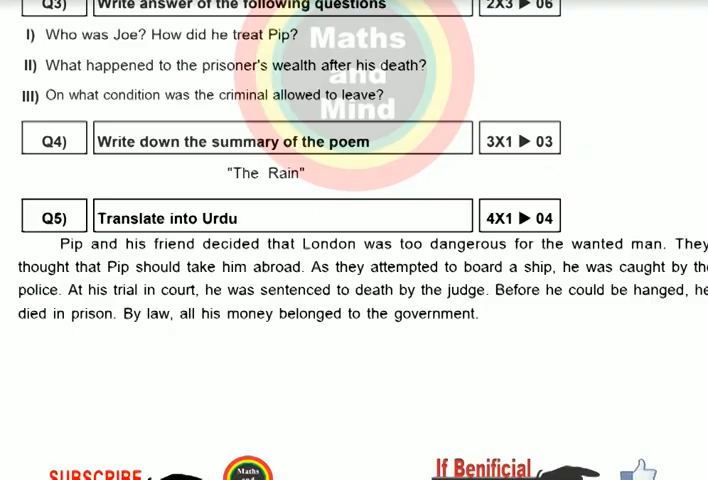 Q3) Write answer of the following questions 2X3 ▶ 06
I) Who was Joe? How did he treat Pip?
II) What happened to the prisoner's wealth after his death?
III) On what condition was the criminal allowed to leave?
Maths
and
Mind
Q4) Write down the summary of the poem 3X1 ▶ 03
"The Rain"
Q5) Translate into Urdu 4X1 ▶ 04
Pip and his friend decided that London was too dangerous for the wanted man. They
thought that Pip should take him abroad. As they attempted to board a ship, he was caught by the
police. At his trial in court, he was sentenced to death by the judge. Before he could be hanged, he
died in prison. By law, all his money belonged to the government.
SUBSCRIBE
Maths
and
If Benificial